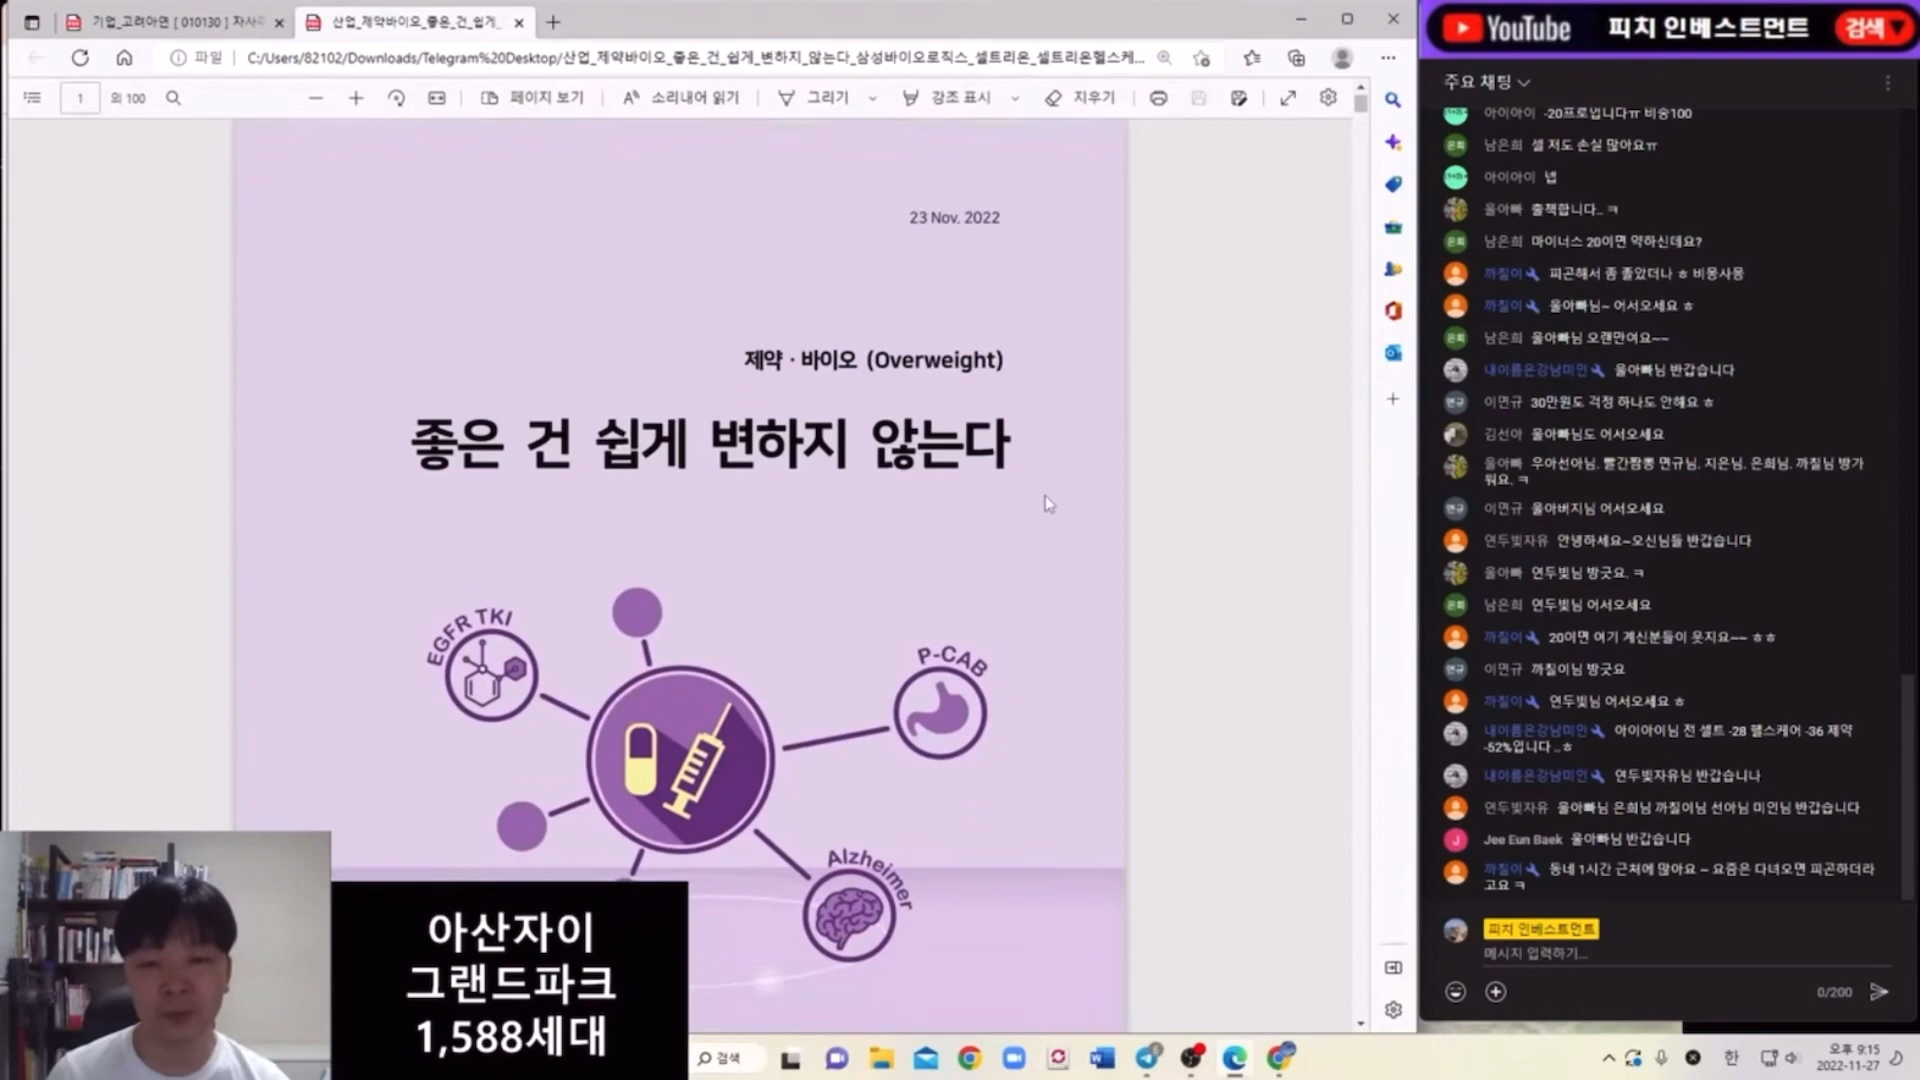 기업_고려아연 [ 010130 ] 자사주
산업_제약바이오_좋은_건_쉽게_
YouTube 피치 인베스트먼트 검색▼
파일
C:/Users/82102/Downloads/Telegram%20Desktop/산업_제약바이오_좋은_건_쉽게_변하지_않는다_삼성바이오로직스_셀트리온_셀트리온헬스케...
1 의 100
페이지 보기
소리내어 읽기
그리기
강조 표시
지우기
23 Nov. 2022
제약 · 바이오 (Overweight)
좋은 건 쉽게 변하지 않는다
EGFR TKI
P-CAB
Alzheimer
아산자이
그랜드파크
1,588세대
주요 채팅
아이아이 -20프로입니다ㅠ 비중100
남은희 셀 저도 손실 많아요ㅠ
아이아이 넵
울아빠 출첵합니다.. ㅋ
남은희 마이너스 20이면 약하신데요?
까칠이 피곤해서 좀 졸았더나 ㅎ 비몽사몽
까칠이 울아빠님~ 어서오세요 ㅎ
남은희 울아빠님 오랜만여요~~
내이름은강남미인 울아빠님 반갑습니다
이면규 30만원도 걱정 하나도 안해요 ㅎ
김선아 울아빠님도 어서오세요
울아빠 우아선아님. 빨간짬뽕 면규님. 지은님. 은희님. 까칠님 방가
워요. ㅋ
이면규 울아버지님 어서오세요
연두빛자유 안녕하세요~오신님들 반갑습니다
울아빠 연두빛님 방긋요. ㅋ
남은희 연두빛님 어서오세요
까칠이 20이면 여기 계신분들이 웃지요~~ ㅎㅎ
이면규 까칠이님 방긋요
까칠이 연두빛님 어서오세요 ㅎ
내이름은강남미인 아이아이님 전 셀트 -28 헬스케어 -36 제약
-52%입니다 ..ㅎ
내이름은강남미인 연두빛자유님 반갑습니나
연두빛자유 울아빠님 은희님 까칠이님 선아님 미인님 반갑습니다
Jee Eun Baek 울아빠님 반갑습니다
까칠이 동네 1시간 근처에 많아요 ~ 요즘은 다녀오면 피곤하더라
고요 ㅋ
피치 인베스트먼트
메시지 입력하기...
0/200
검색
한
오후 9:15
2022-11-27